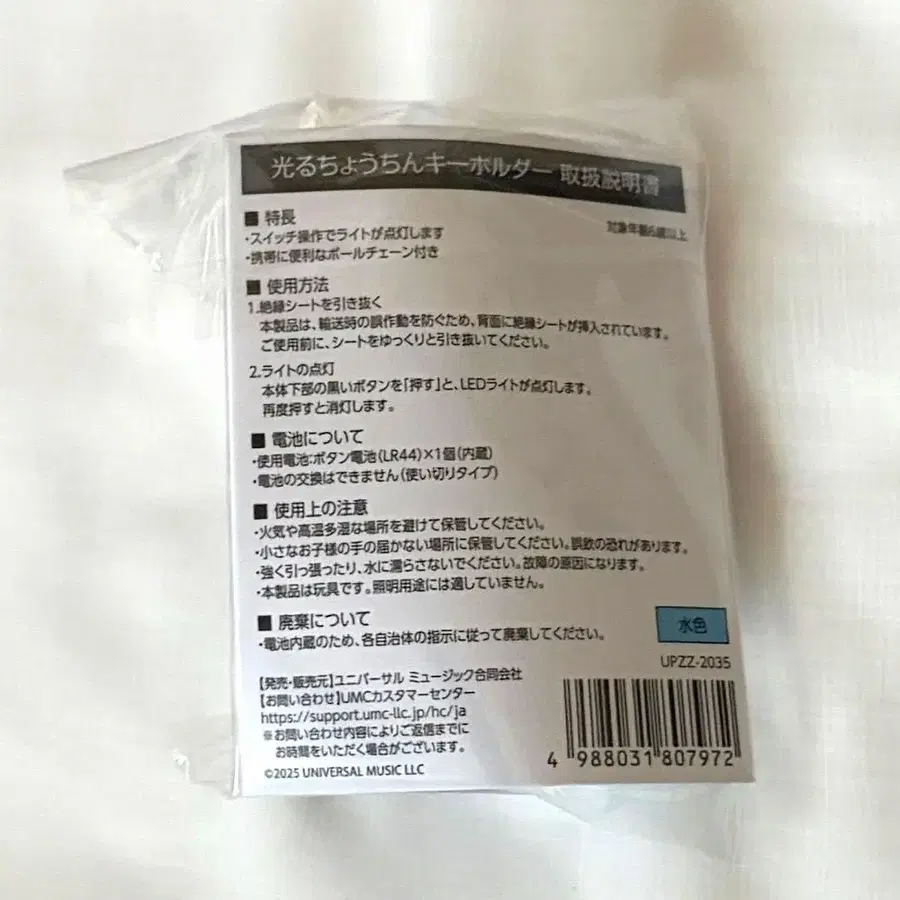 光るちょうちんキーホルダー 取扱説明書
■ 特長
対象年齢6歳以上
・スイッチ操作でライトが点灯します
・携帯に便利なボールチェーン付き
■ 使用方法
1.絶縁シートを引き抜く
本製品は、輸送時の誤作動を防ぐため、背面に絶縁シートが挿入されています。
ご使用前に、シートをゆっくりと引き抜いてください。
2.ライトの点灯
本体下部の黒いボタンを「押す」と、LEDライトが点灯します。
再度押すと消灯します。
■ 電池について
・使用電池:ボタン電池(LR44)×1個(内蔵)
・電池の交換はできません(使い切りタイプ)
■ 使用上の注意
・火気や高温多湿な場所を避けて保管してください。
・小さなお子様の手の届かない場所に保管してください。誤飲の恐れがあります。
・強く引っ張ったり、水に濡らさないでください。故障の原因になります。
・本製品は玩具です。照明用途には適していません。
■ 廃棄について
・電池内蔵のため、各自治体の指示に従って廃棄してください。
水色
UPZZ-2035
【発売・販売元】ユニバーサル ミュージック合同会社
【お問い合わせ】UMCカスタマーセンター
https://support.umc-llc.jp/hc/ja
※お問い合わせ内容によりご返信までに
お時間をいただく場合がございます。
©2025 UNIVERSAL MUSIC LLC
4 988031 807972